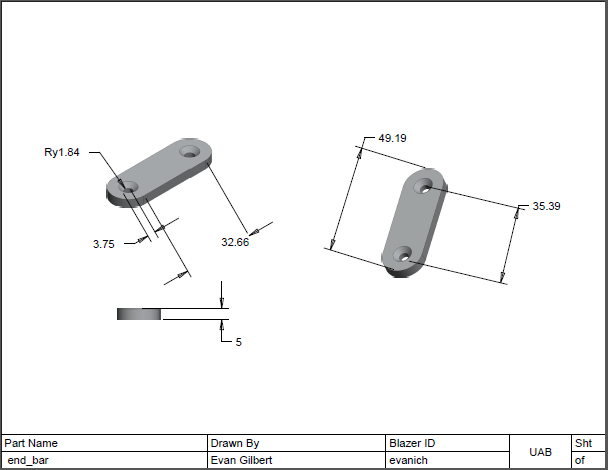 49.19
Ry1.84
35.39
3.75
32.66
5
Part Name Drawn By Blazer ID UAB Sht
end_bar Evan Gilbert evanich of